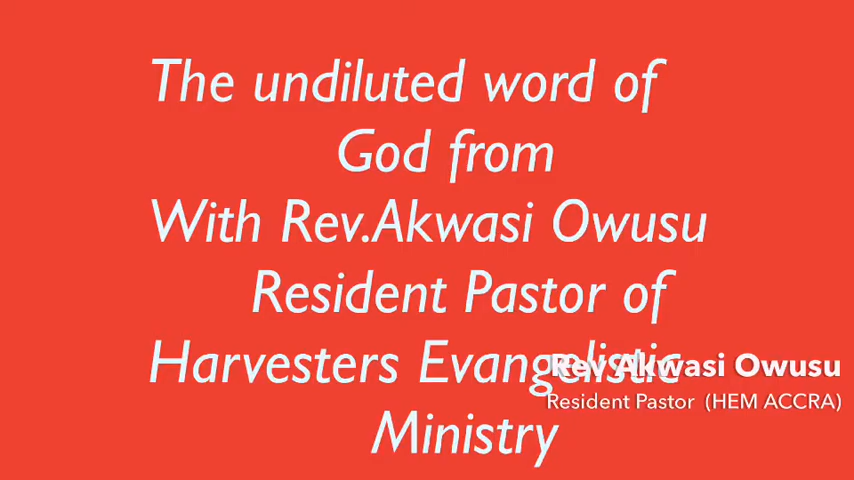 The undiluted word of
God from
With Rev.Akwasi Owusu
Resident Pastor of
Harvesters Evangelistic
Ministry
Rev Akwasi Owusu
Resident Pastor (HEM ACCRA)